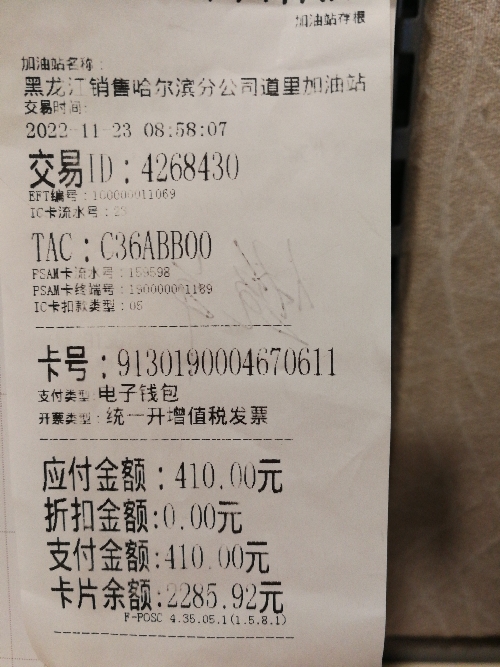 加油站存根
加油站名称：
黑龙江销售哈尔滨分公司道里加油站
交易时间：
2022-11-23 08:58:07
交易ID：4268430
EFT编号：100000911069
IC卡流水号：23
TAC：C36ABB00
PSAM卡流水号：159598
PSAM卡终端号：190000001189
IC卡扣款类型：05
卡号：9130190004670611
支付类型：电子钱包
开票类型：统一开增值税发票
应付金额：410.00元
折扣金额:0.00元
支付金额:410.00元
卡片余额:2285.92元
F-POSC 4.35.05.1(1.5.8.1)